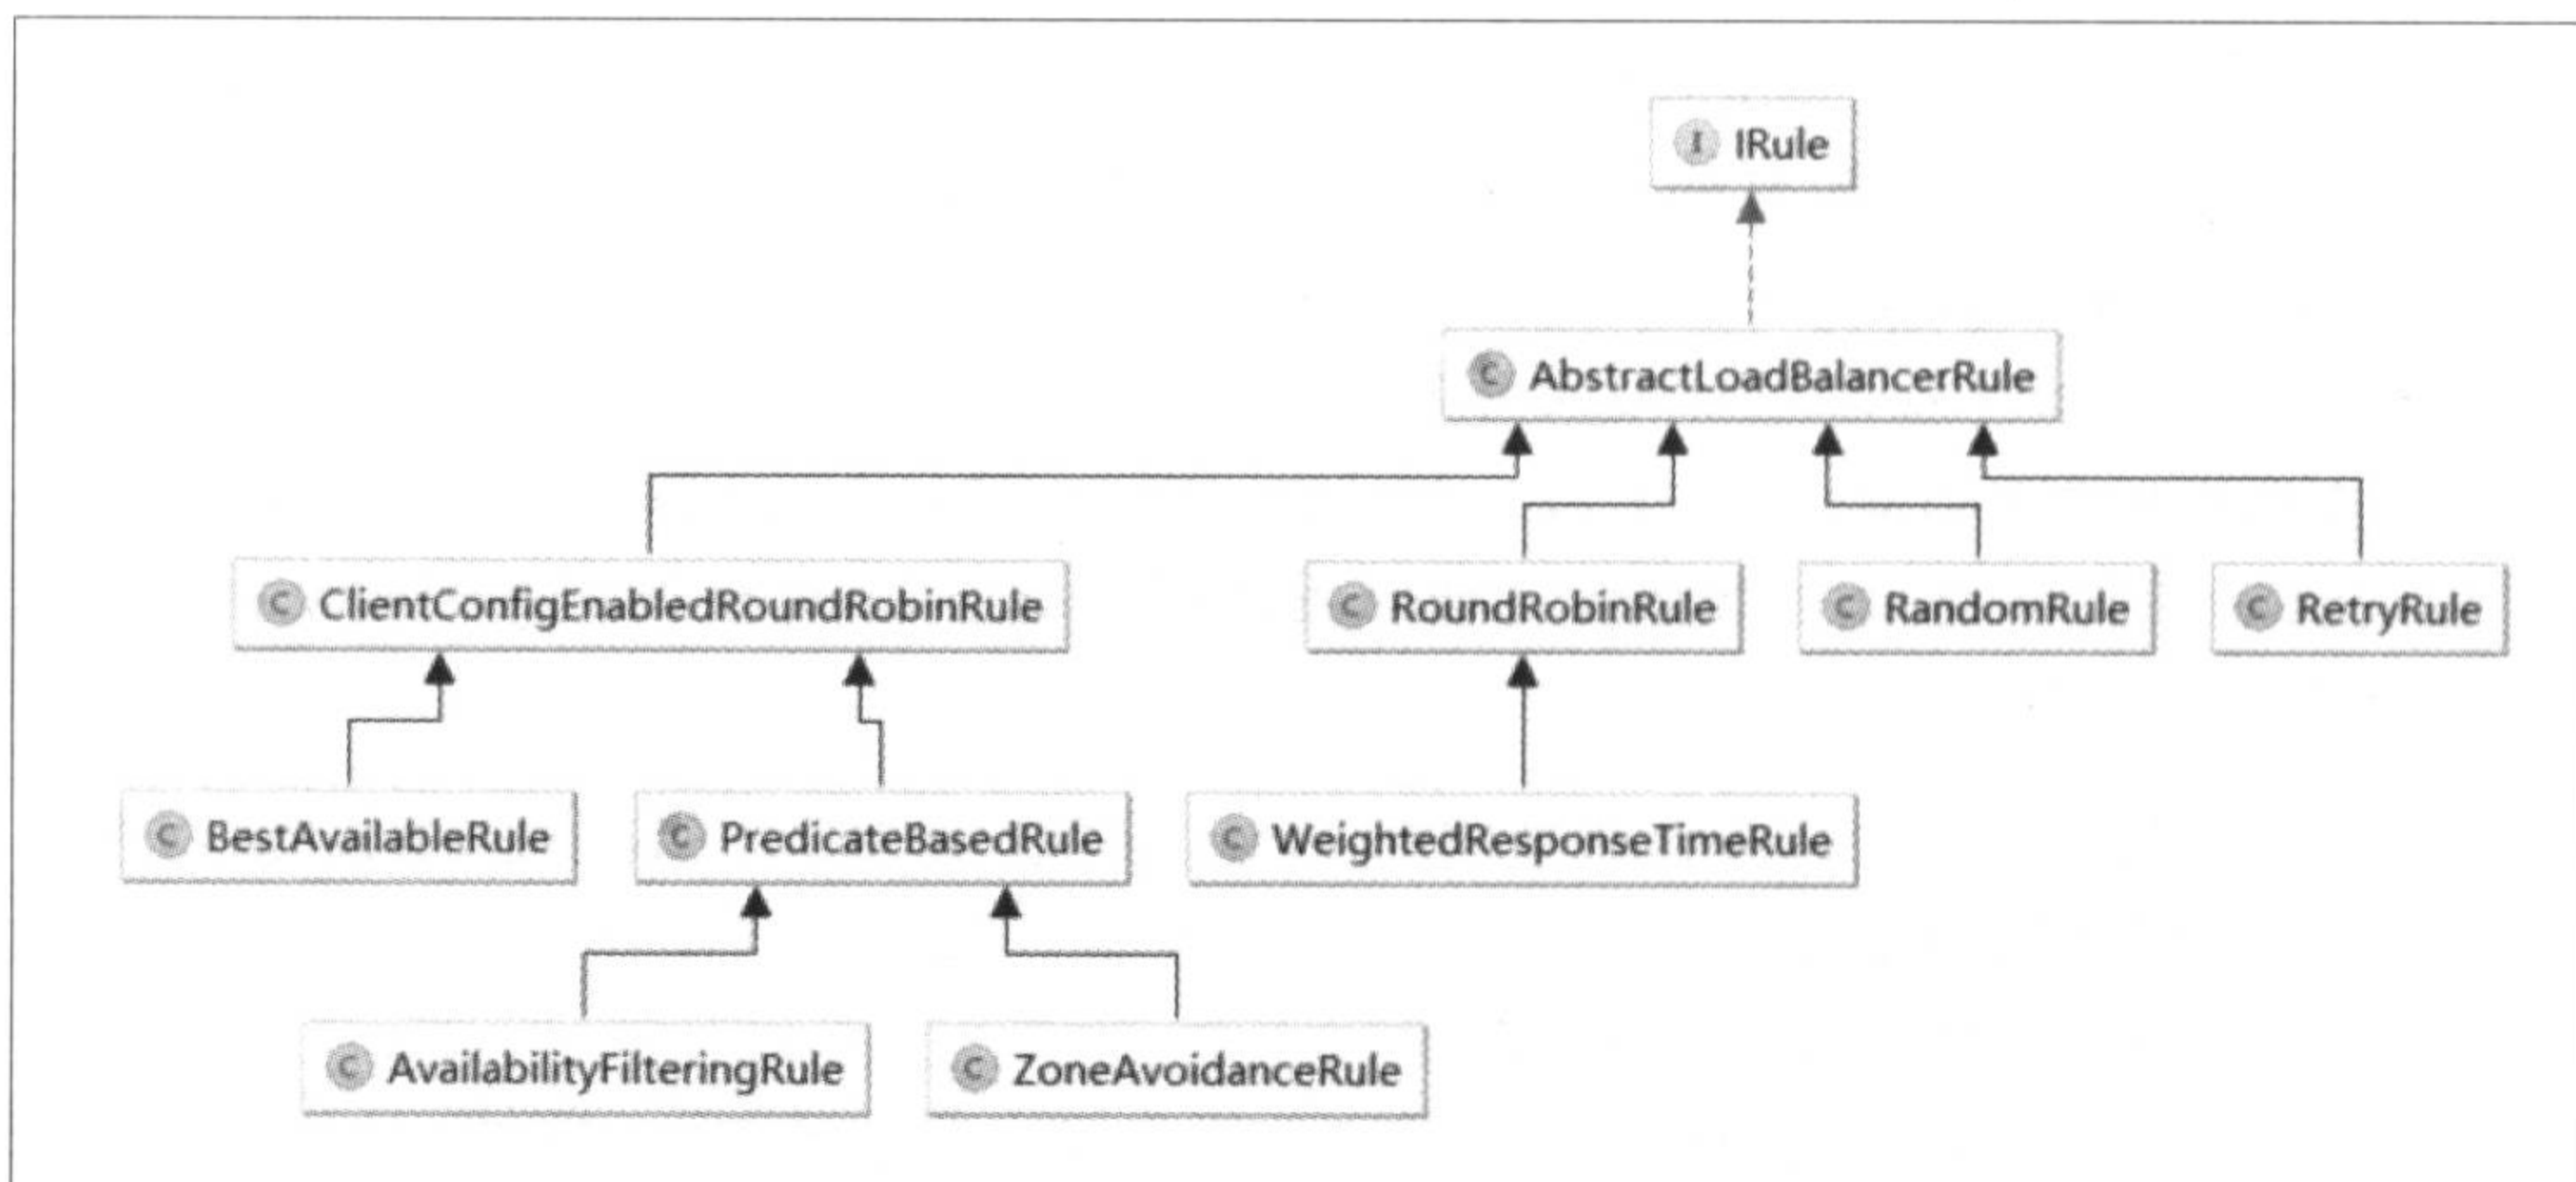 I IRule
C AbstractLoadBalancerRule
C ClientConfigEnabledRoundRobinRule
C RoundRobinRule
C RandomRule
C RetryRule
C BestAvailableRule
C PredicateBasedRule
C WeightedResponseTimeRule
C AvailabilityFilteringRule
C ZoneAvoidanceRule